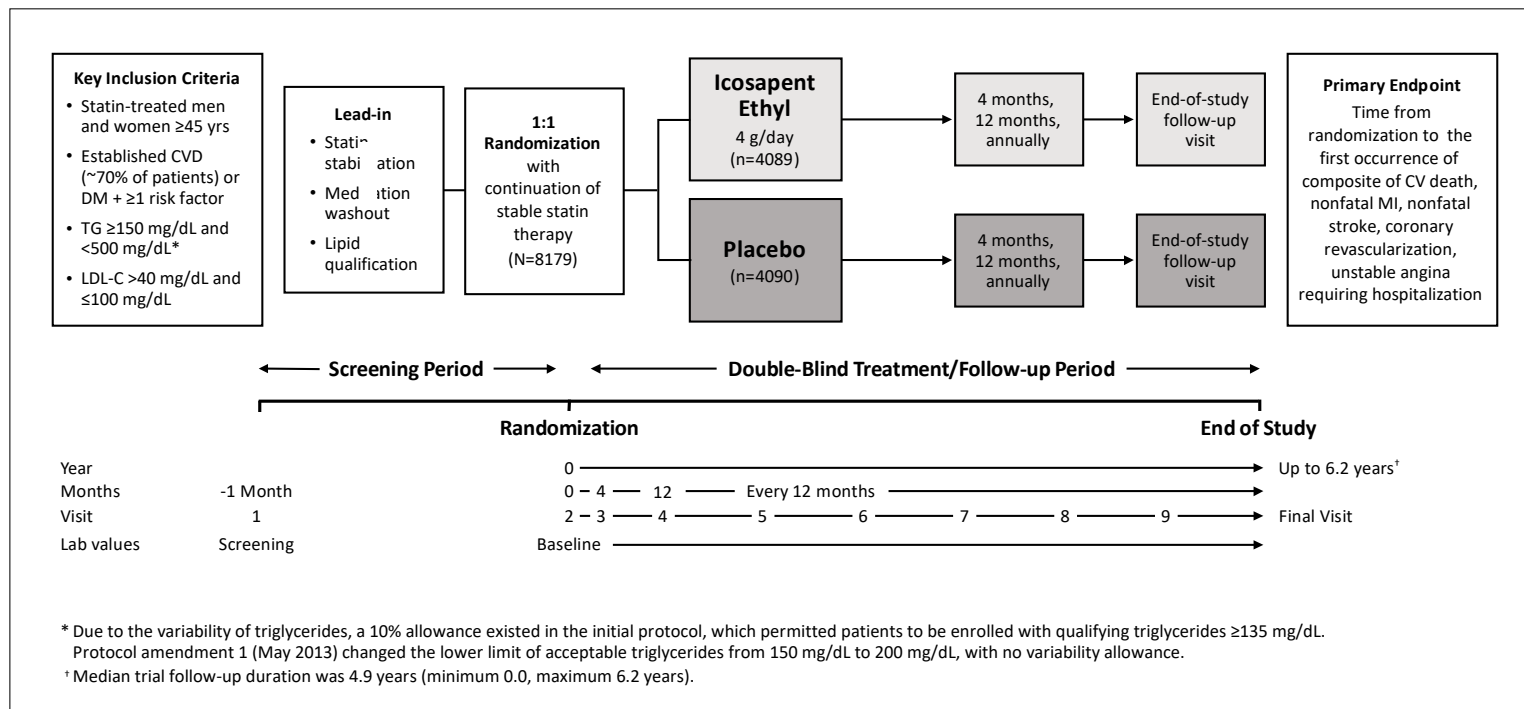 Key Inclusion Criteria
• Statin-treated men
and women ≥45 yrs
• Established CVD
(~70% of patients) or
DM + ≥1 risk factor
• TG ≥150 mg/dL and
<500 mg/dL*
• LDL-C >40 mg/dL and
≤100 mg/dL
Lead-in
•
•
washout
• Lipid
qualification
1:1
Randomization
with
continuation of
stable statin
therapy
(N=8179)
Icosapent
Ethyl
4 g/day
(n=4089)
4 months,
12 months,
annually
End-of-study
follow-up
visit
Placebo
(n=4090)
4 months,
12 months,
annually
End-of-study
follow-up
visit
Primary Endpoint
Time from
randomization to the
first occurrence of
composite of CV death,
nonfatal MI, nonfatal
stroke, coronary
revascularization,
unstable angina
requiring hospitalization
Screening Period
Double-Blind Treatment/Follow-up Period
Randomization
End of Study
Year 0 Up to 6.2 years†
Months -1 Month 0 4 12 Every 12 months
Visit 1 2 3 4 5 6 7 8 9 Final Visit
Lab values Screening Baseline
* Due to the variability of triglycerides, a 10% allowance existed in the initial protocol, which permitted patients to be enrolled with qualifying triglycerides ≥135 mg/dL.
Protocol amendment 1 (May 2013) changed the lower limit of acceptable triglycerides from 150 mg/dL to 200 mg/dL, with no variability allowance.
† Median trial follow-up duration was 4.9 years (minimum 0.0, maximum 6.2 years).